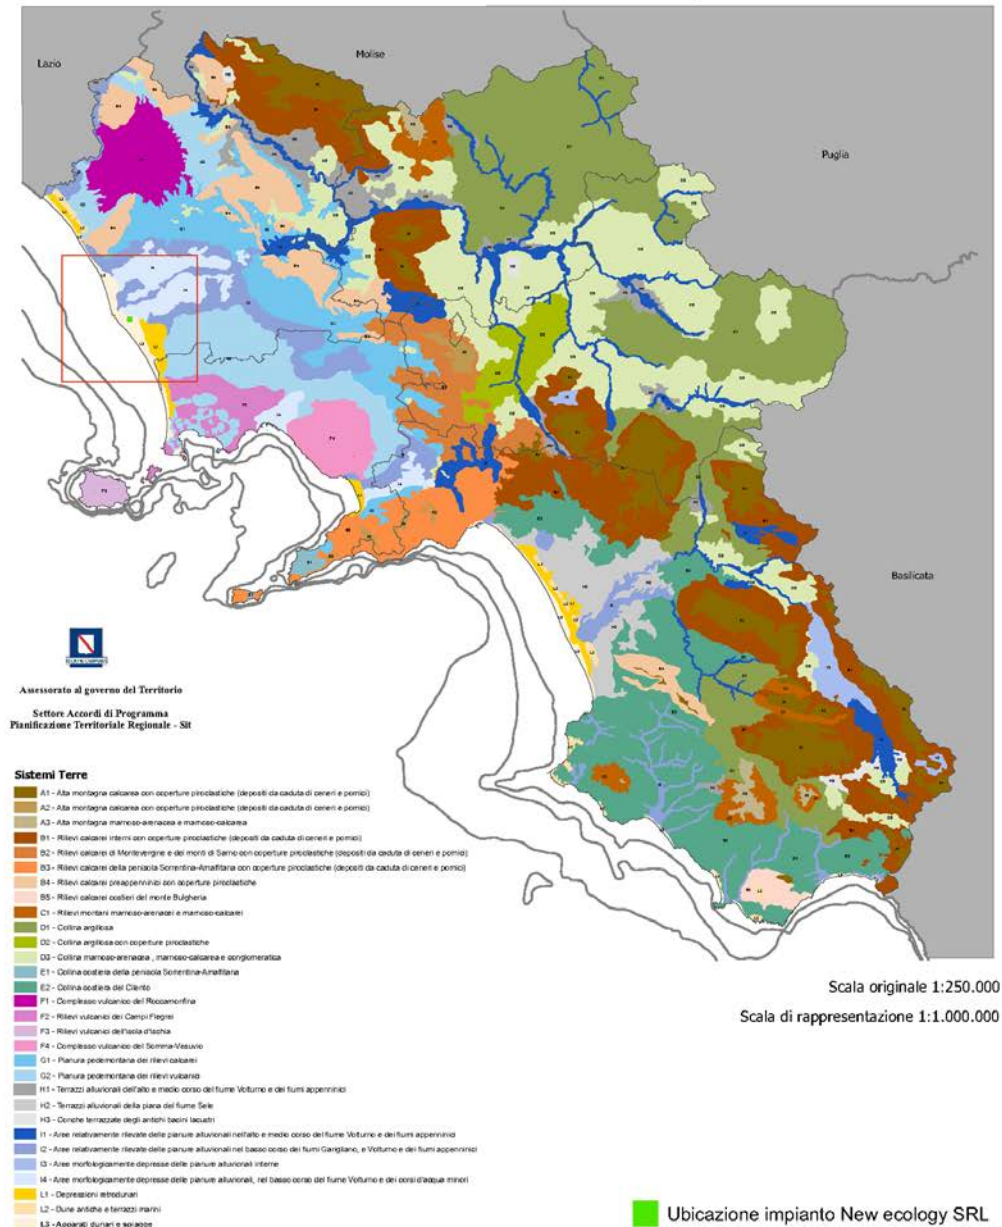 Lazio
Molise
Puglia
Basilicata
Assessorato al governo del Territorio
Settore Accordi di Programma
Pianificazione Territoriale Regionale - Sit
Sistemi Terre
A1 - Alta montagna calcarea con coperture piroclastiche (depositi da caduta di ceneri e pomici)
A2 - Alta montagna calcarea con coperture piroclastiche (depositi da caduta di ceneri e pomici)
A3 - Alta montagna marnoso-arenacea e marnoso-calcarea
B1 - Rilievi calcarei interni con coperture piroclastiche (depositi da caduta di ceneri e pomici)
B2 - Rilievi calcarei di Montevergine e dei monti di Sarno con coperture piroclastiche (depositi da caduta di ceneri e pomici)
B3 - Rilievi calcarei della penisola Sorrentina-Amalfitana con coperture piroclastiche (depositi da caduta di ceneri e pomici)
B4 - Rilievi calcarei preappenninici con coperture piroclastiche
B5 - Rilievi calcarei costieri del monte Bulgheria
C1 - Rilievi montani marnoso-arenacei e marnoso-calcarei
D1 - Collina argillosa
D2 - Collina argillosa con coperture piroclastiche
D3 - Collina marnoso-arenacea , marnoso-calcarea e conglomeratica
E1 - Collina costiera della penisola Sorrentina-Amalfitana
E2 - Collina costiera del Cilento
F1 - Complesso vulcanico del Roccamonfina
F2 - Rilievi vulcanici dei Campi Flegrei
F3 - Rilievi vulcanici dell'Isola d'Ischia
F4 - Complesso vulcanico del Somma-Vesuvio
G1 - Pianura pedemontana dei rilievi calcarei
G2 - Pianura pedemontana dei rilievi vulcanici
H1 - Terrazzi alluvionali dell'alto e medio corso del fiume Volturno e dei fiumi appenninici
H2 - Terrazzi alluvionali della piana del fiume Sele
H3 - Conche terrazzate degli antichi bacini lacustri
I1 - Aree relativamente rilevate delle pianure alluvionali nell'alto e medio corso del fiume Volturno e dei fiumi appenninici
I2 - Aree relativamente rilevate delle pianure alluvionali nel basso corso dei fiumi Garigliano, e Volturno e dei fiumi appenninici
I3 - Aree morfologicamente depresse delle pianure alluvionali interne
I4 - Aree morfologicamente depresse delle pianure alluvionali, nel basso corso del fiume Volturno e dei corsi d'acqua minori
L1 - Depressioni retrodunari
L2 - Dune antiche e terrazzi marini
L3 - Apparati dunari e spiagge
Scala originale 1:250.000
Scala di rappresentazione 1:1.000.000
Ubicazione impianto New ecology SRL